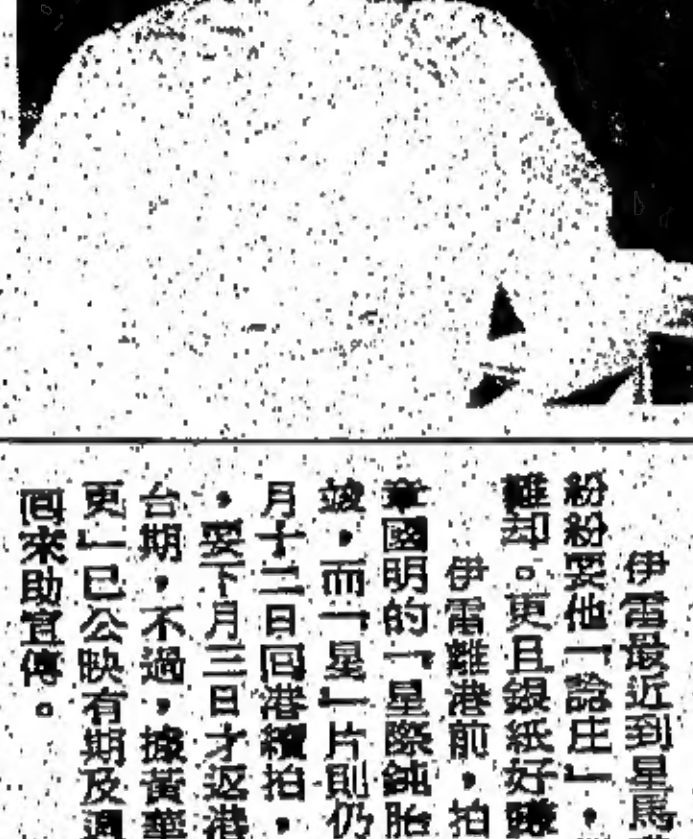 伊雷最近到星馬
紛紛要他「論庄」，
難却。更且銀紙好賺
伊雷離港前，拍
章國明的「星際鈍胎
竣，而「星」片則仍
月十二日回港續拍，
，要下月三日才返港
台期，不過，據黃華
更」已公映有期及適
回來助宣傳。